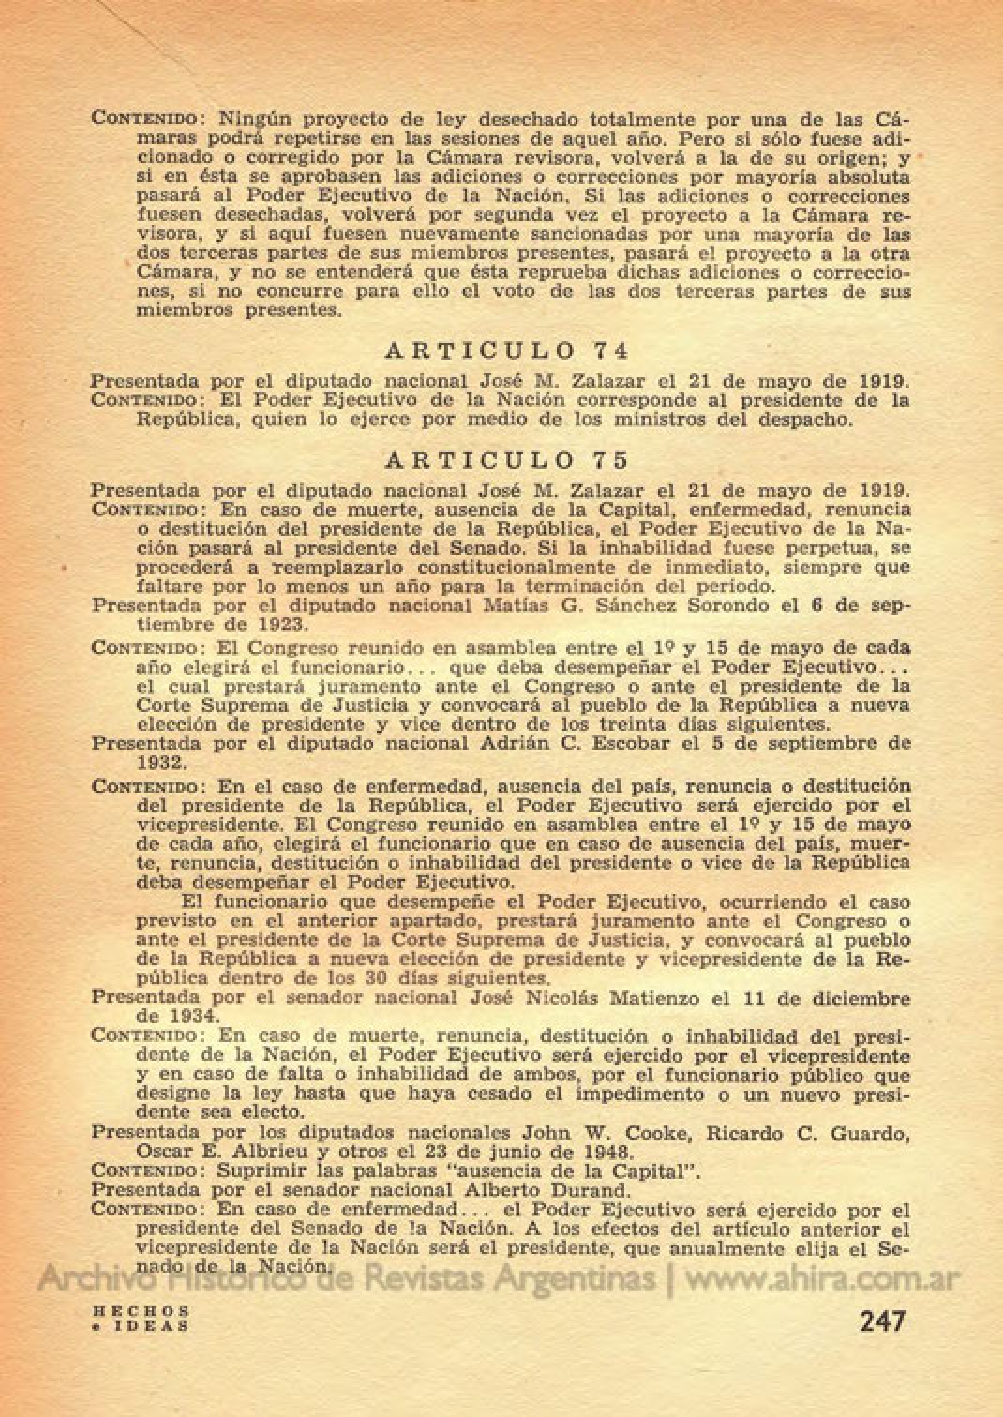 CONTENIDO: Ningún proyecto de ley desechado totalmente por una de las Cá-
maras podrá repetirse en las sesiones de aquel año. Pero si sólo fuese adi-
cionado o corregido por la Cámara revisora, volverá a la de su origen; y
si en ésta se aprobasen las adiciones o correcciones por mayoría absoluta
pasará al Poder Ejecutivo de la Nación. Si las adiciones o correcciones
fuesen desechadas, volverá por segunda vez el proyecto a la Cámara re-
visora, y si aquí fuesen nuevamente sancionadas por una mayoría de las
dos terceras partes de sus miembros presentes, pasará el proyecto a la otra
Cámara, y no se entenderá que ésta reprueba dichas adiciones o correccio-
nes, si no concurre para ello el voto de las dos terceras partes de sus
miembros presentes.
ARTICULO 74
Presentada por el diputado nacional José M. Zalazar el 21 de mayo de 1919.
CONTENIDO: El Poder Ejecutivo de la Nación corresponde al presidente de la
República, quien lo ejerce por medio de los ministros del despacho.
ARTICULO 75
Presentada por el diputado nacional José M. Zalazar el 21 de mayo de 1919.
CONTENIDO: En caso de muerte, ausencia de la Capital, enfermedad, renuncia
o destitución del presidente de la República, el Poder Ejecutivo de la Na-
ción pasará al presidente del Senado. Si la inhabilidad fuese perpetua, se
procederá a reemplazarlo constitucionalmente de inmediato, siempre que
faltare por lo menos un año para la terminación del período.
Presentada por el diputado nacional Matías G. Sánchez Sorondo el 6 de sep-
tiembre de 1923.
CONTENIDO: El Congreso reunido en asamblea entre el 1º y 15 de mayo de cada
año elegirá el funcionario... que deba desempeñar el Poder Ejecutivo...
el cual prestará juramento ante el Congreso o ante el presidente de la
Corte Suprema de Justicia y convocará al pueblo de la República a nueva
elección de presidente y vice dentro de los treinta días siguientes.
Presentada por el diputado nacional Adrián C. Escobar el 5 de septiembre de
1932.
CONTENIDO: En el caso de enfermedad, ausencia del país, renuncia o destitución
del presidente de la República, el Poder Ejecutivo será ejercido por el
vicepresidente. El Congreso reunido en asamblea entre el 1º y 15 de mayo
de cada año, elegirá el funcionario que en caso de ausencia del país, muer-
te, renuncia, destitución o inhabilidad del presidente o vice de la República
deba desempeñar el Poder Ejecutivo.
El funcionario que desempeñe el Poder Ejecutivo, ocurriendo el caso
previsto en el anterior apartado, prestará juramento ante el Congreso o
ante el presidente de la Corte Suprema de Justicia, y convocará al pueblo
de la República a nueva elección de presidente y vicepresidente de la Re-
pública dentro de los 30 días siguientes.
Presentada por el senador nacional José Nicolás Matienzo el 11 de diciembre
de 1934.
CONTENIDO: En caso de muerte, renuncia, destitución o inhabilidad del presi-
dente de la Nación, el Poder Ejecutivo será ejercido por el vicepresidente
y en caso de falta o inhabilidad de ambos, por el funcionario público que
designe la ley hasta que haya cesado el impedimento o un nuevo presi-
dente sea electo.
Presentada por los diputados nacionales John W. Cooke, Ricardo C. Guardo,
Oscar E. Albrieu y otros el 23 de junio de 1948.
CONTENIDO: Suprimir las palabras "ausencia de la Capital".
Presentada por el senador nacional Alberto Durand.
CONTENIDO: En caso de enfermedad... el Poder Ejecutivo será ejercido por el
presidente del Senado de la Nación. A los efectos del artículo anterior el
vicepresidente de la Nación será el presidente, que anualmente elija el Se-
nado de la Nación.
Archivo Histórico de Revistas Argentinas | www.ahira.com.ar
HECHOS
e IDEAS
247